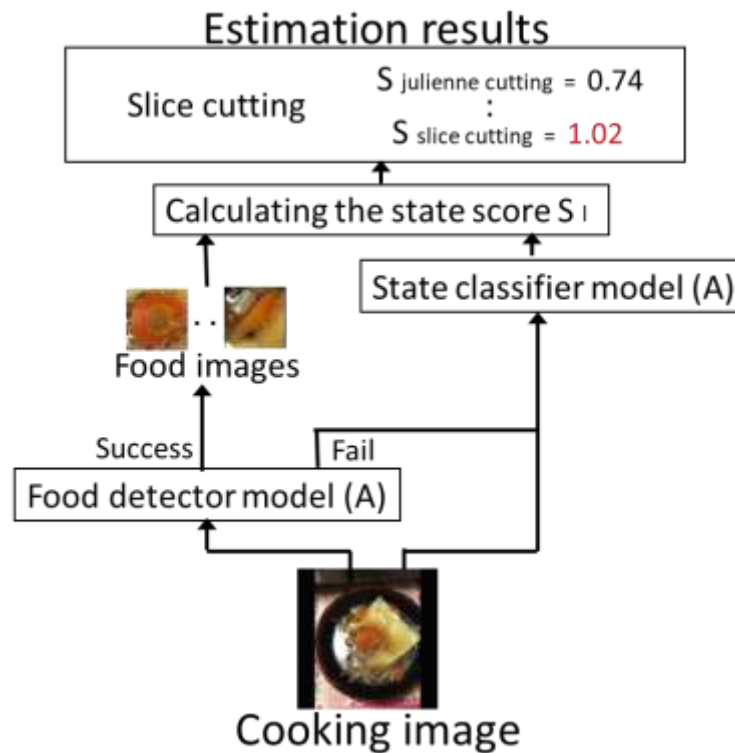 Estimation results
Slice cutting
S julienne cutting = 0.74
:
S slice cutting = 1.02
Calculating the state score S l
State classifier model (A)
. .
Food images
Success
Fail
Food detector model (A)
Cooking image